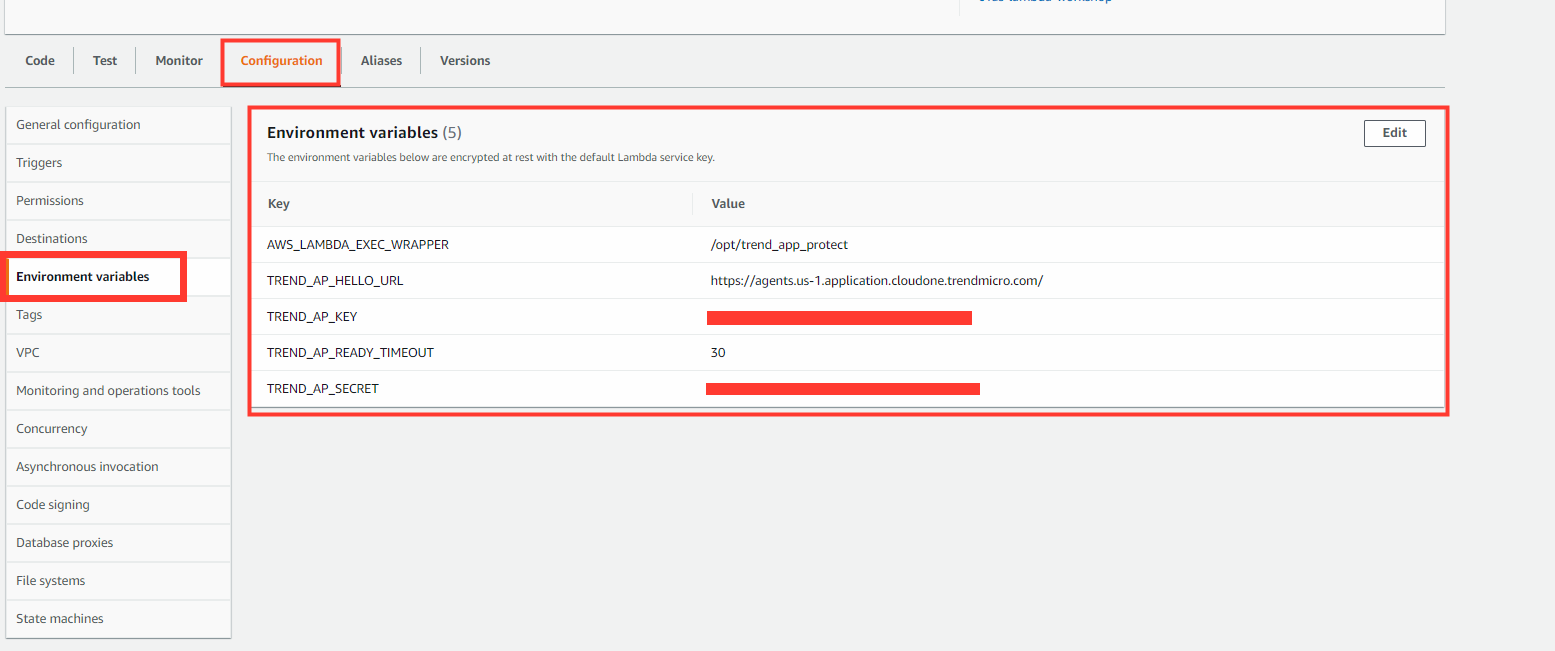 Code Test Monitor Configuration Aliases Versions
General configuration
Triggers
Permissions
Destinations
Environment variables
Tags
VPC
Monitoring and operations tools
Concurrency
Asynchronous invocation
Code signing
Database proxies
File systems
State machines
Environment variables (5)
Edit
The environment variables below are encrypted at rest with the default Lambda service key.
Key Value
AWS_LAMBDA_EXEC_WRAPPER /opt/trend_app_protect
TREND_AP_HELLO_URL https://agents.us-1.application.cloudone.trendmicro.com/
TREND_AP_KEY
TREND_AP_READY_TIMEOUT 30
TREND_AP_SECRET